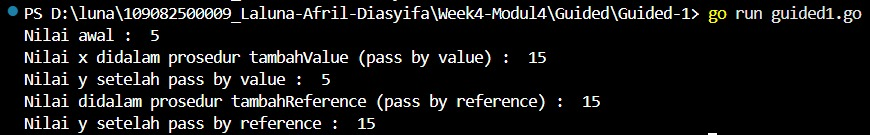 PS D:\luna\109082500009_Laluna-Afril-Diasyifa\Week4-Modul4\Guided\Guided-1> go run guided1.go
Nilai awal :  5
Nilai x didalam prosedur tambahValue (pass by value) :  15
Nilai y setelah pass by value :  5
Nilai didalam prosedur tambahReference (pass by reference) :  15
Nilai y setelah pass by reference :  15